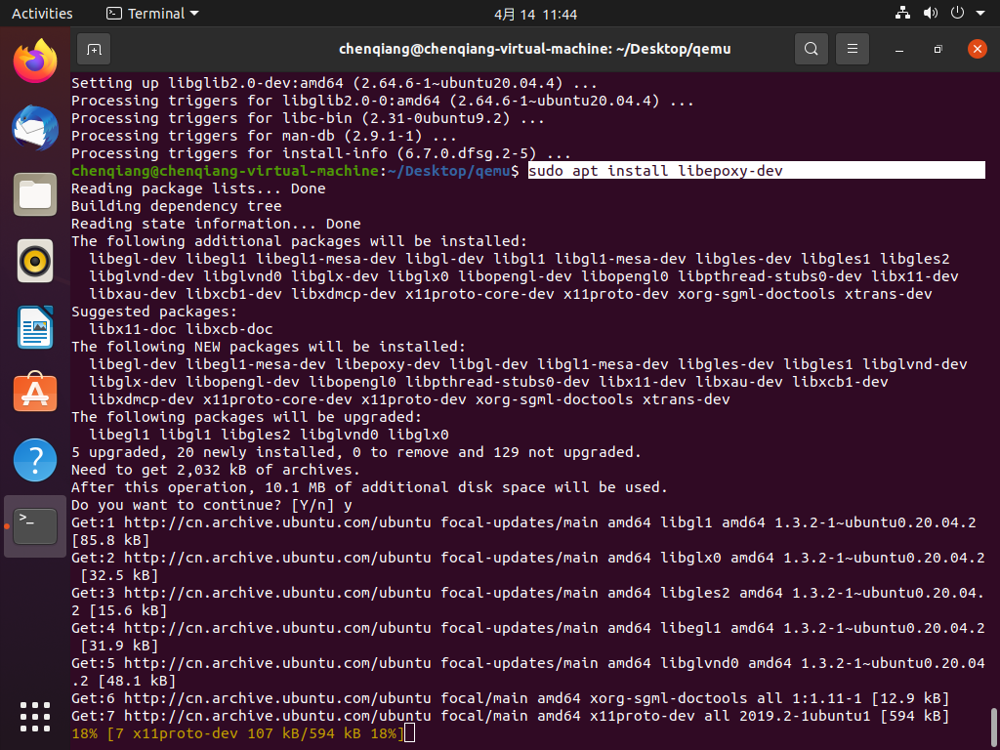 Activities Terminal 4月 14 11:44
chenqiang@chenqiang-virtual-machine: ~/Desktop/qemu
Setting up libglib2.0-dev:amd64 (2.64.6-1~ubuntu20.04.4) ...
Processing triggers for libglib2.0-0:amd64 (2.64.6-1~ubuntu20.04.4) ...
Processing triggers for libc-bin (2.31-0ubuntu9.2) ...
Processing triggers for man-db (2.9.1-1) ...
Processing triggers for install-info (6.7.0.dfsg.2-5) ...
chenqiang@chenqiang-virtual-machine:~/Desktop/qemu$ sudo apt install libepoxy-dev
Reading package lists... Done
Building dependency tree
Reading state information... Done
The following additional packages will be installed:
  libegl-dev libegl1 libegl1-mesa-dev libgl-dev libgl1 libgl1-mesa-dev libgles-dev libgles1 libgles2
  libglvnd-dev libglvnd0 libglx-dev libglx0 libopengl-dev libopengl0 libpthread-stubs0-dev libx11-dev
  libxau-dev libxcb1-dev libxdmcp-dev x11proto-core-dev x11proto-dev xorg-sgml-doctools xtrans-dev
Suggested packages:
  libx11-doc libxcb-doc
The following NEW packages will be installed:
  libegl-dev libegl1-mesa-dev libepoxy-dev libgl-dev libgl1-mesa-dev libgles-dev libgles1 libglvnd-dev
  libglx-dev libopengl-dev libopengl0 libpthread-stubs0-dev libx11-dev libxau-dev libxcb1-dev
  libxdmcp-dev x11proto-core-dev x11proto-dev xorg-sgml-doctools xtrans-dev
The following packages will be upgraded:
  libegl1 libgl1 libgles2 libglvnd0 libglx0
5 upgraded, 20 newly installed, 0 to remove and 129 not upgraded.
Need to get 2,032 kB of archives.
After this operation, 10.1 MB of additional disk space will be used.
Do you want to continue? [Y/n] y
Get:1 http://cn.archive.ubuntu.com/ubuntu focal-updates/main amd64 libgl1 amd64 1.3.2-1~ubuntu0.20.04.2
[85.8 kB]
Get:2 http://cn.archive.ubuntu.com/ubuntu focal-updates/main amd64 libglx0 amd64 1.3.2-1~ubuntu0.20.04.2
 [32.5 kB]
Get:3 http://cn.archive.ubuntu.com/ubuntu focal-updates/main amd64 libgles2 amd64 1.3.2-1~ubuntu0.20.04.
2 [15.6 kB]
Get:4 http://cn.archive.ubuntu.com/ubuntu focal-updates/main amd64 libegl1 amd64 1.3.2-1~ubuntu0.20.04.2
 [31.9 kB]
Get:5 http://cn.archive.ubuntu.com/ubuntu focal-updates/main amd64 libglvnd0 amd64 1.3.2-1~ubuntu0.20.04
.2 [48.1 kB]
Get:6 http://cn.archive.ubuntu.com/ubuntu focal/main amd64 xorg-sgml-doctools all 1:1.11-1 [12.9 kB]
Get:7 http://cn.archive.ubuntu.com/ubuntu focal/main amd64 x11proto-dev all 2019.2-1ubuntu1 [594 kB]
18% [7 x11proto-dev 107 kB/594 kB 18%]